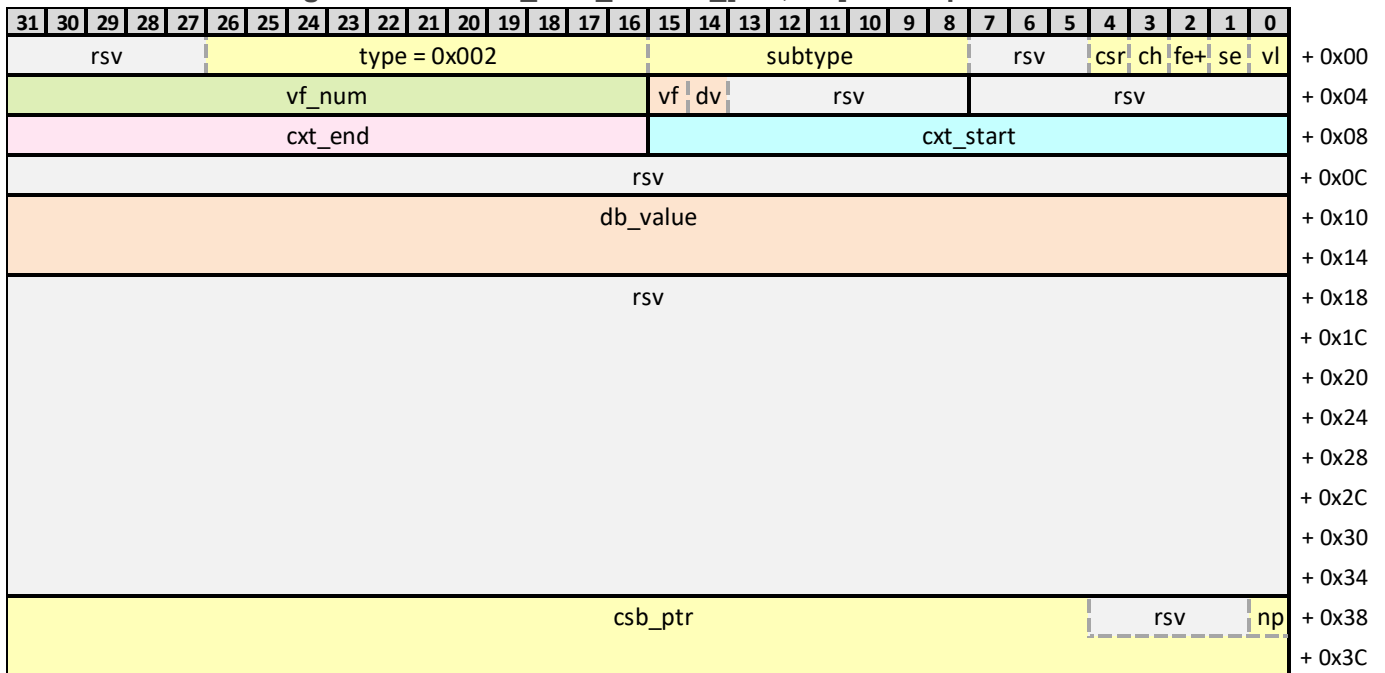 31 30 29 28 27 26 25 24 23 22 21 20 19 18 17 16 15 14 13 12 11 10 9 8 7 6 5 4 3 2 1 0
rsv type = 0x002 subtype rsv csr ch fe+ se vl + 0x00
vf_num vf dv rsv rsv + 0x04
cxt_end cxt_start + 0x08
rsv + 0x0C
db_value + 0x10
+ 0x14
rsv + 0x18
+ 0x1C
+ 0x20
+ 0x24
+ 0x28
+ 0x2C
+ 0x30
+ 0x34
csb_ptr rsv np + 0x38
+ 0x3C